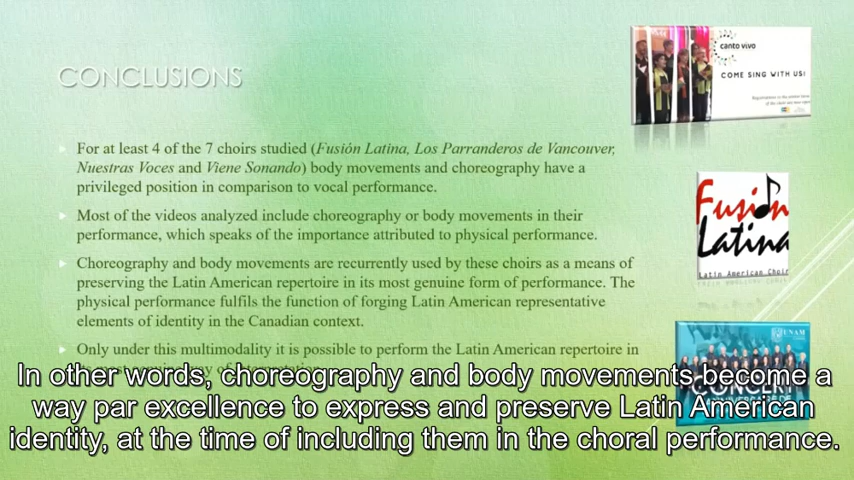 CONCLUSIONS
For at least 4 of the 7 choirs studied (Fusión Latina, Los Parranderos de Vancouver,
Nuestras Voces and Viene Sonando) body movements and choreography have a
privileged position in comparison to vocal performance.
Most of the videos analyzed include choreography or body movements in their
performance, which speaks of the importance attributed to physical performance.
Choreography and body movements are recurrently used by these choirs as a means of
preserving the Latin American repertoire in its most genuine form of performance. The
physical performance fulfils the function of forging Latin American representative
elements of identity in the Canadian context.
Only under this multimodality it is possible to perform the Latin American repertoire in
In other words, choreography and body movements become a
way par excellence to express and preserve Latin American
identity, at the time of including them in the choral performance.
canto vivo
COME SING WITH US!
Fusión
Latina
Latin American Choir
UNAM
CONCERT